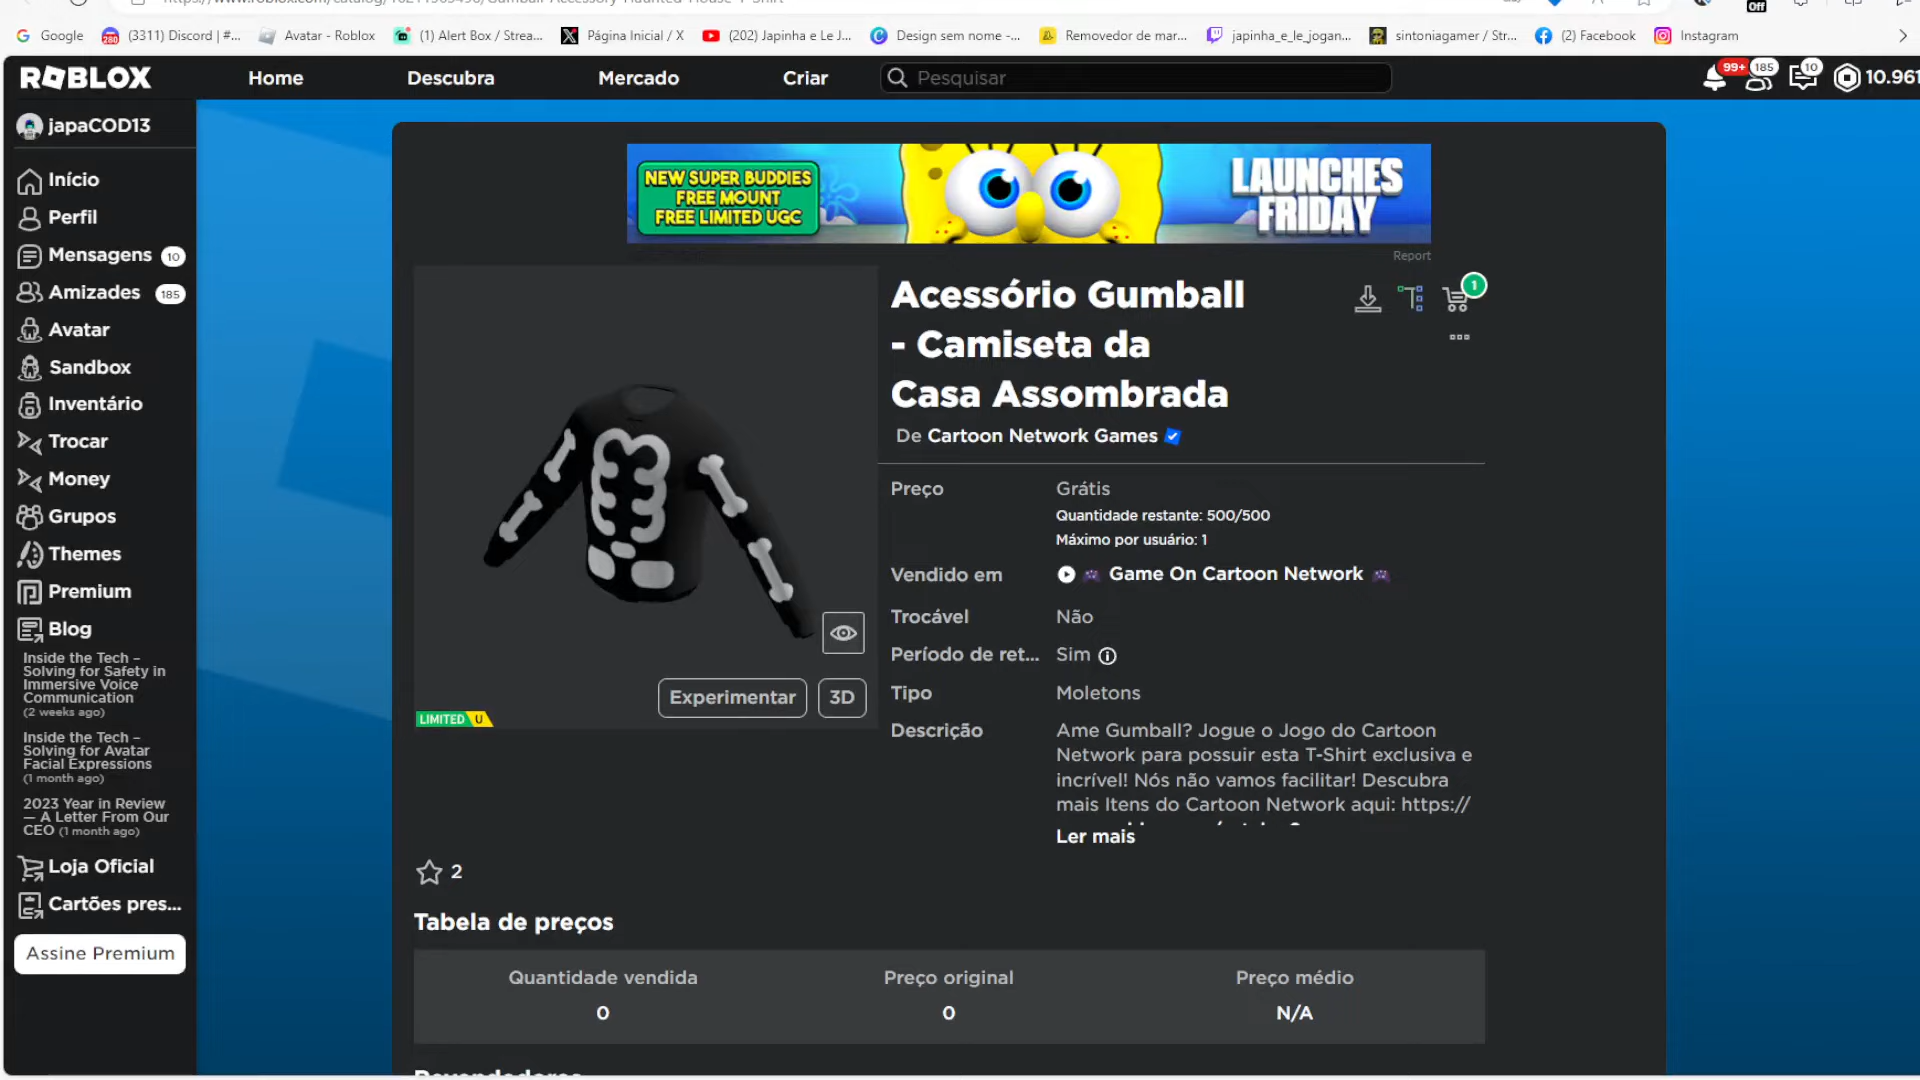 Google
(3311) Discord | #...
Avatar - Roblox
(1) Alert Box / Strea...
Página Inicial / X
(202) Japinha e Le J...
Design sem nome -...
Removedor de mar...
japinha_e_le_jogan...
sintoniagamer / Str...
(2) Facebook
Instagram
Off
ROBLOX
Home
Descubra
Mercado
Criar
Pesquisar
99+
185
10
10.961
japaCOD13
Início
Perfil
Mensagens 10
Amizades 185
Avatar
Sandbox
Inventário
Trocar
Money
Grupos
Themes
Premium
Blog
Inside the Tech –
Solving for Safety in
Immersive Voice
Communication
(2 weeks ago)
Inside the Tech –
Solving for Avatar
Facial Expressions
(1 month ago)
2023 Year in Review
— A Letter From Our
CEO (1 month ago)
Loja Oficial
Cartões pres...
Assine Premium
NEW SUPER BUDDIES
FREE MOUNT
FREE LIMITED UGC
LAUNCHES
FRIDAY
Report
Experimentar
3D
LIMITED U
Acessório Gumball
- Camiseta da
Casa Assombrada
1
De Cartoon Network Games
Preço Grátis
Quantidade restante: 500/500
Máximo por usuário: 1
Vendido em Game On Cartoon Network
Trocável Não
Período de ret... Sim
Tipo Moletons
Descrição Ame Gumball? Jogue o Jogo do Cartoon
Network para possuir esta T-Shirt exclusiva e
incrível! Nós não vamos facilitar! Descubra
mais Itens do Cartoon Network aqui: https://
Ler mais
2
Tabela de preços
Quantidade vendida Preço original Preço médio
0 0 N/A